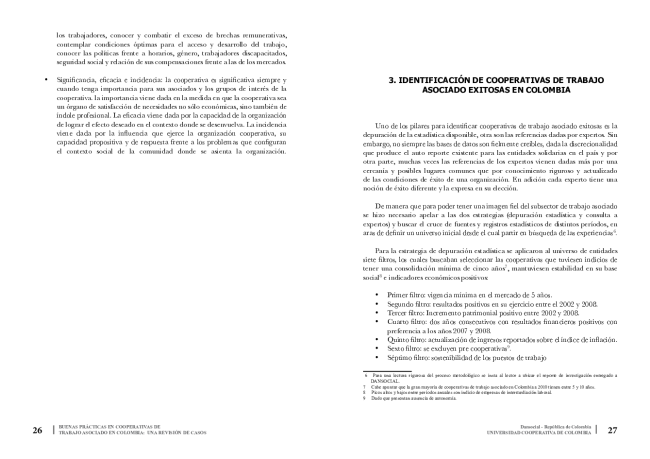 los trabajadores, conocer y combatir el exceso de brechas remunerativas,
contemplar condiciones óptimas para el acceso y desarrollo del trabajo,
conocer las políticas frente a horarios, género, trabajadores discapacitados,
seguridad social y relación de sus compensaciones frente a las de los mercados.
• Significancia, eficacia e incidencia: la cooperativa es significativa siempre y
cuando tenga importancia para sus asociados y los grupos de interés de la
cooperativa. la importancia viene dada en la medida en que la cooperativa sea
un órgano de satisfacción de necesidades no sólo económicas, sino también de
índole profesional. La eficacia viene dada por la capacidad de la organización
de lograr el efecto deseado en el contexto donde se desenvuelve. La incidencia
viene dada por la influencia que ejerce la organización cooperativa, su
capacidad propositiva y de respuesta frente a los problemas que configuran
el contexto social de la comunidad donde se asienta la organización.
26
BUENAS PRÁCTICAS EN COOPERATIVAS DE
TRABAJO ASOCIADO EN COLOMBIA: UNA REVISIÓN DE CASOS
3. IDENTIFICACIÓN DE COOPERATIVAS DE TRABAJO
ASOCIADO EXITOSAS EN COLOMBIA
Uno de los pilares para identificar cooperativas de trabajo asociado exitosas es la
depuración de la estadística disponible, otra son las referencias dadas por expertos. Sin
embargo, no siempre las bases de datos son fielmente creíbles, dada la discrecionalidad
que produce el auto reporte existente para las entidades solidarias en el país y por
otra parte, muchas veces las referencias de los expertos vienen dadas más por una
cercanía y posibles lugares comunes que por conocimiento riguroso y actualizado
de las condiciones de éxito de una organización. En adición cada experto tiene una
noción de éxito diferente y la expresa en su elección.
De manera que para poder tener una imagen fiel del subsector de trabajo asociado
se hizo necesario apelar a las dos estrategias (depuración estadística y consulta a
expertos) y buscar el cruce de fuentes y registros estadísticos de distintos periodos, en
aras de definir un universo inicial desde el cual partir en búsqueda de las experiencias⁶.
Para la estrategia de depuración estadística se aplicaron al universo de entidades
siete filtros, los cuales buscaban seleccionar las cooperativas que tuviesen indicios de
tener una consolidación mínima de cinco años⁷, mantuviesen estabilidad en su base
social⁸ e indicadores económicos positivos:
• Primer filtro: vigencia mínima en el mercado de 5 años.
• Segundo filtro: resultados positivos en su ejercicio entre el 2002 y 2008.
• Tercer filtro: Incremento patrimonial positivo entre 2002 y 2008.
• Cuarto filtro: dos años consecutivos con resultados financieros positivos con
preferencia a los años 2007 y 2008.
• Quinto filtro: actualización de ingresos reportados sobre el índice de inflación.
• Sexto filtro: se excluyen pre cooperativas⁹.
• Séptimo filtro: sostenibilidad de los puestos de trabajo
6 Para una lectura rigurosa del proceso metodológico se insta al lector a ubicar el reporte de investigación entregado a
DANSOCIAL.
7 Cabe apuntar que la gran mayoría de cooperativas de trabajo asociado en Colombia a 2010 tienen entre 5 y 10 años.
8 Picos altos y bajos entre periodos anuales son indicio de empresas de intermediación laboral.
9 Dado que presentan ausencia de autonomía.
Dansocial - República de Colombia
UNIVERSIDAD COOPERATIVA DE COLOMBIA
27